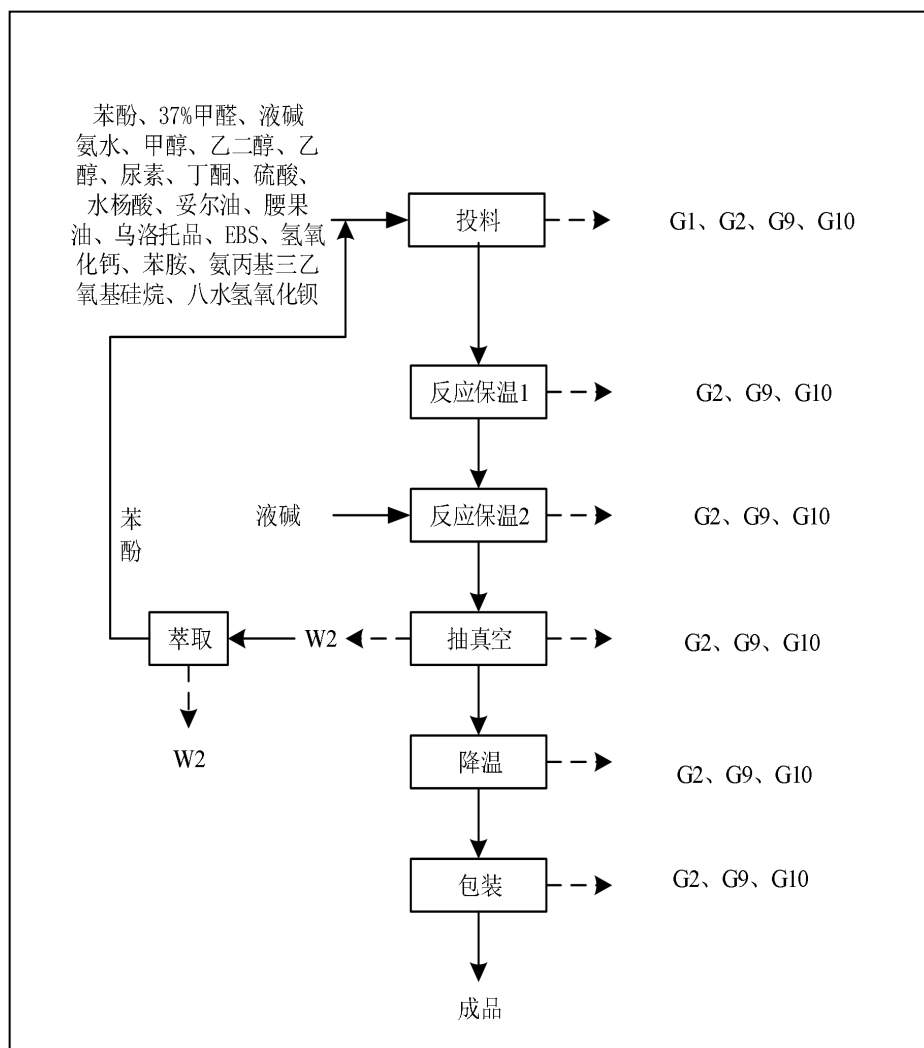 苯酚、37%甲醛、液碱
氨水、甲醇、乙二醇、乙
醇、尿素、丁酮、硫酸、
水杨酸、妥尔油、腰果
油、乌洛托品、EBS、氢氧
化钙、苯胺、氨丙基三乙
氧基硅烷、八水氢氧化钡
投料
G1、G2、G9、G10
反应保温1
G2、G9、G10
苯酚
液碱
反应保温2
G2、G9、G10
萃取
W2
抽真空
G2、G9、G10
W2
降温
G2、G9、G10
包装
G2、G9、G10
成品